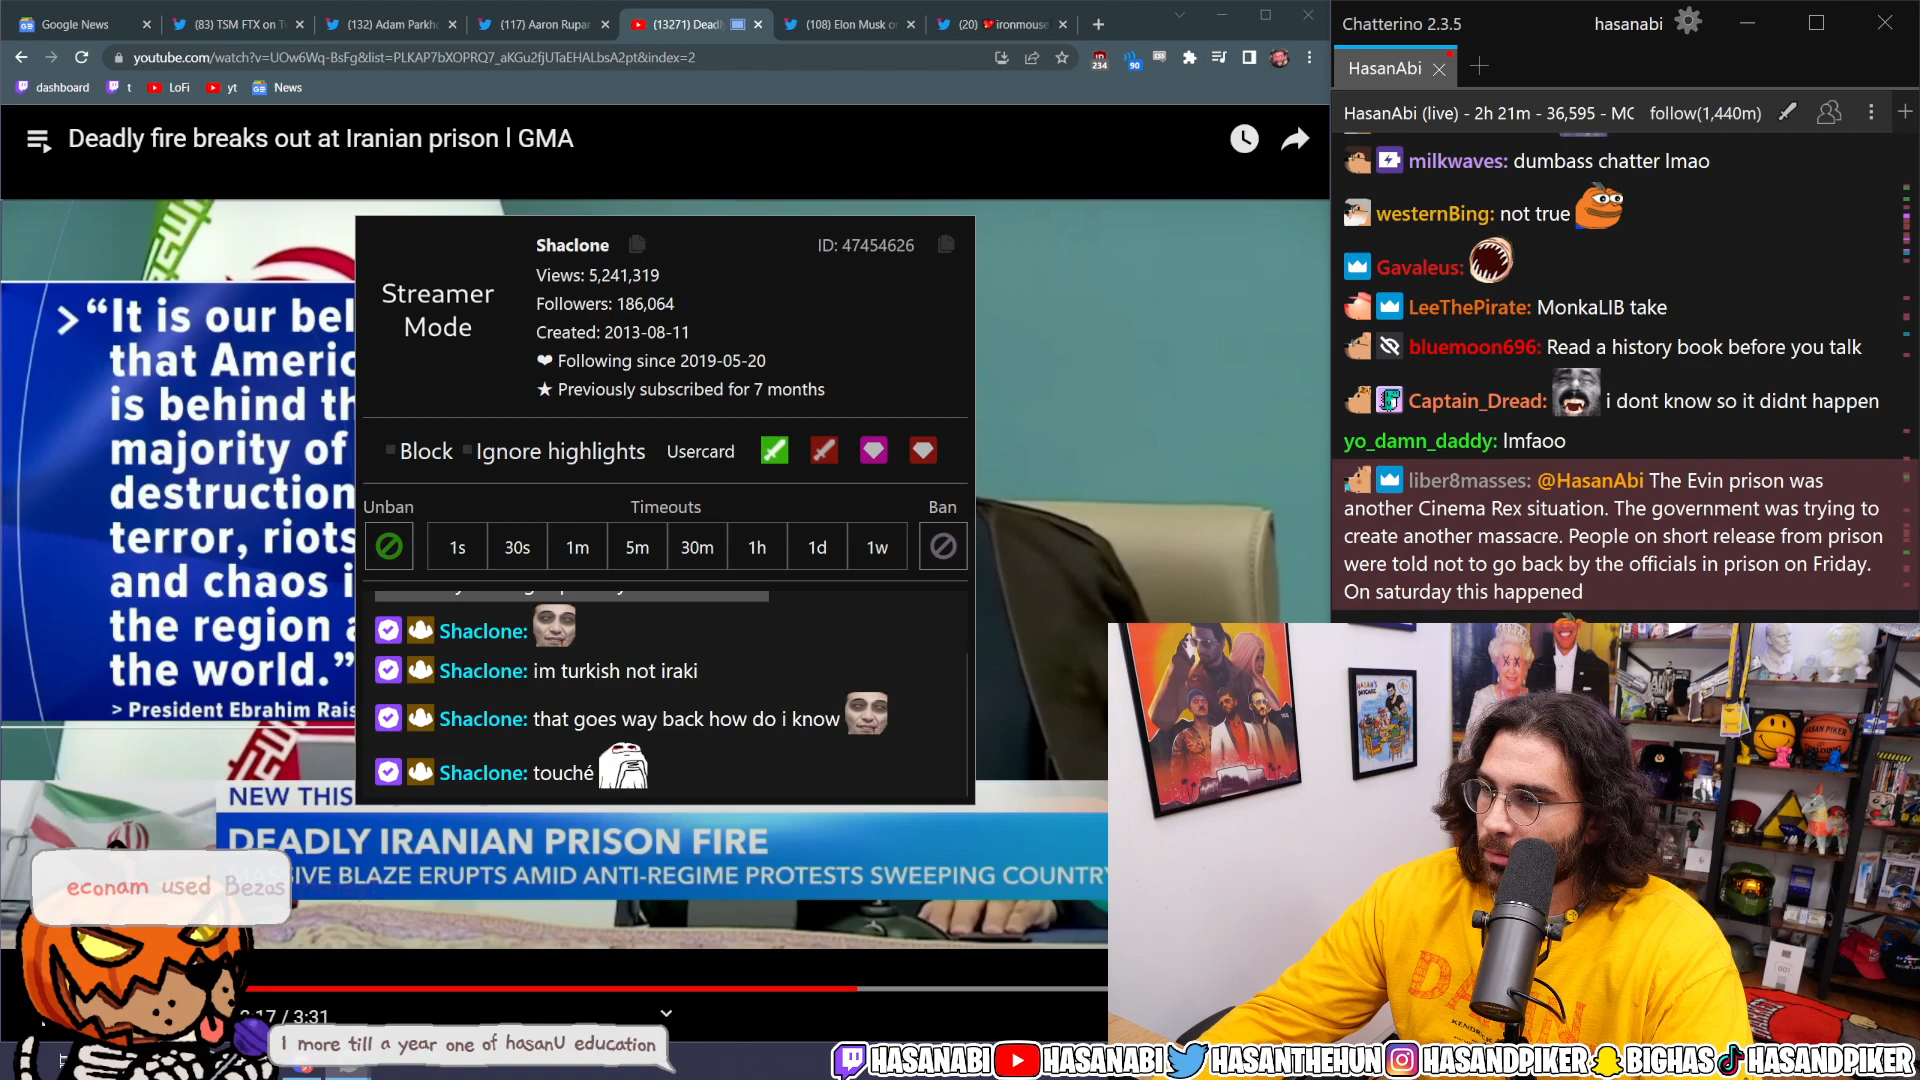 Google News
(83) TSM FTX on Tw
(132) Adam Parkho
(117) Aaron Rupar
(13271) Deadl
(108) Elon Musk o
(20) ironmouse
youtube.com/watch?v=UOw6Wq-BsFg&list=PLKAP7bXOPRQ7_aKGu2fjUTaEHALbsA2pt&index=2
234
90
dashboard
t
LoFi
yt
News
Deadly fire breaks out at Iranian prison l GMA
> “It is our bel
that Americ
is behind th
majority of
destruction
terror, riots
and chaos i
the region a
the world.”
> President Ebrahim Rais
Streamer
Mode
Shaclone
ID: 47454626
Views: 5,241,319
Followers: 186,064
Created: 2013-08-11
❤ Following since 2019-05-20
★ Previously subscribed for 7 months
Block
Ignore highlights
Usercard
Unban
Timeouts
Ban
1s
30s
1m
5m
30m
1h
1d
1w
Shaclone:
Shaclone: im turkish not iraki
Shaclone: that goes way back how do i know
Shaclone: touché
NEW THIS
DEADLY IRANIAN PRISON FIRE
SIVE BLAZE ERUPTS AMID ANTI-REGIME PROTESTS SWEEPING COUNTRY
econam used Bezos
:17 / 3:31
1 more till a year one of hasanU education
Chatterino 2.3.5
hasanabi
HasanAbi
HasanAbi (live) - 2h 21m - 36,595 - MC
follow(1,440m)
milkwaves: dumbass chatter lmao
westernBing: not true
Gavaleus:
LeeThePirate: MonkaLIB take
bluemoon696: Read a history book before you talk
Captain_Dread: i dont know so it didnt happen
yo_damn_daddy: lmfaoo
liber8masses: @HasanAbi The Evin prison was
another Cinema Rex situation. The government was trying to
create another massacre. People on short release from prison
were told not to go back by the officials in prison on Friday.
On saturday this happened
HASANABI
HASANABI
HASANTHEHUN
HASANDPIKER
BIGHAS
HASANDPIKER